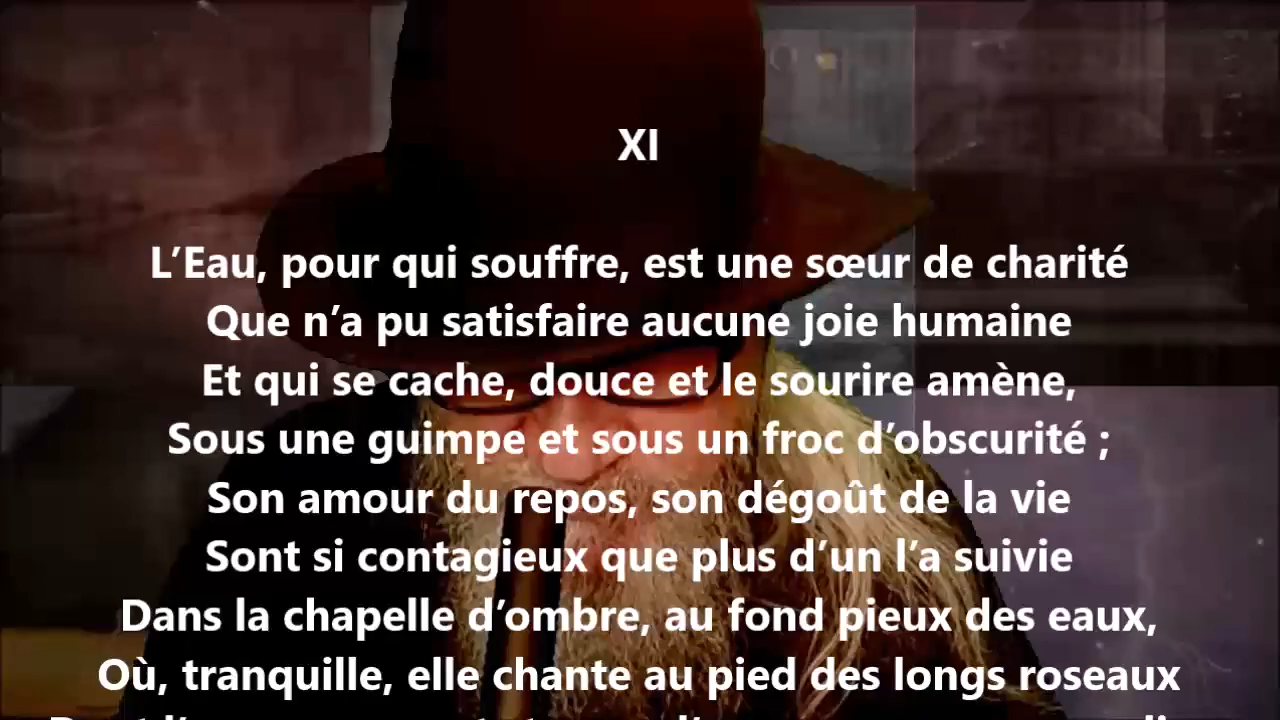 XI
L’Eau, pour qui souffre, est une sœur de charité
Que n’a pu satisfaire aucune joie humaine
Et qui se cache, douce et le sourire amène,
Sous une guimpe et sous un froc d’obscurité ;
Son amour du repos, son dégoût de la vie
Sont si contagieux que plus d’un l’a suivie
Dans la chapelle d’ombre, au fond pieux des eaux,
Où, tranquille, elle chante au pied des longs roseaux